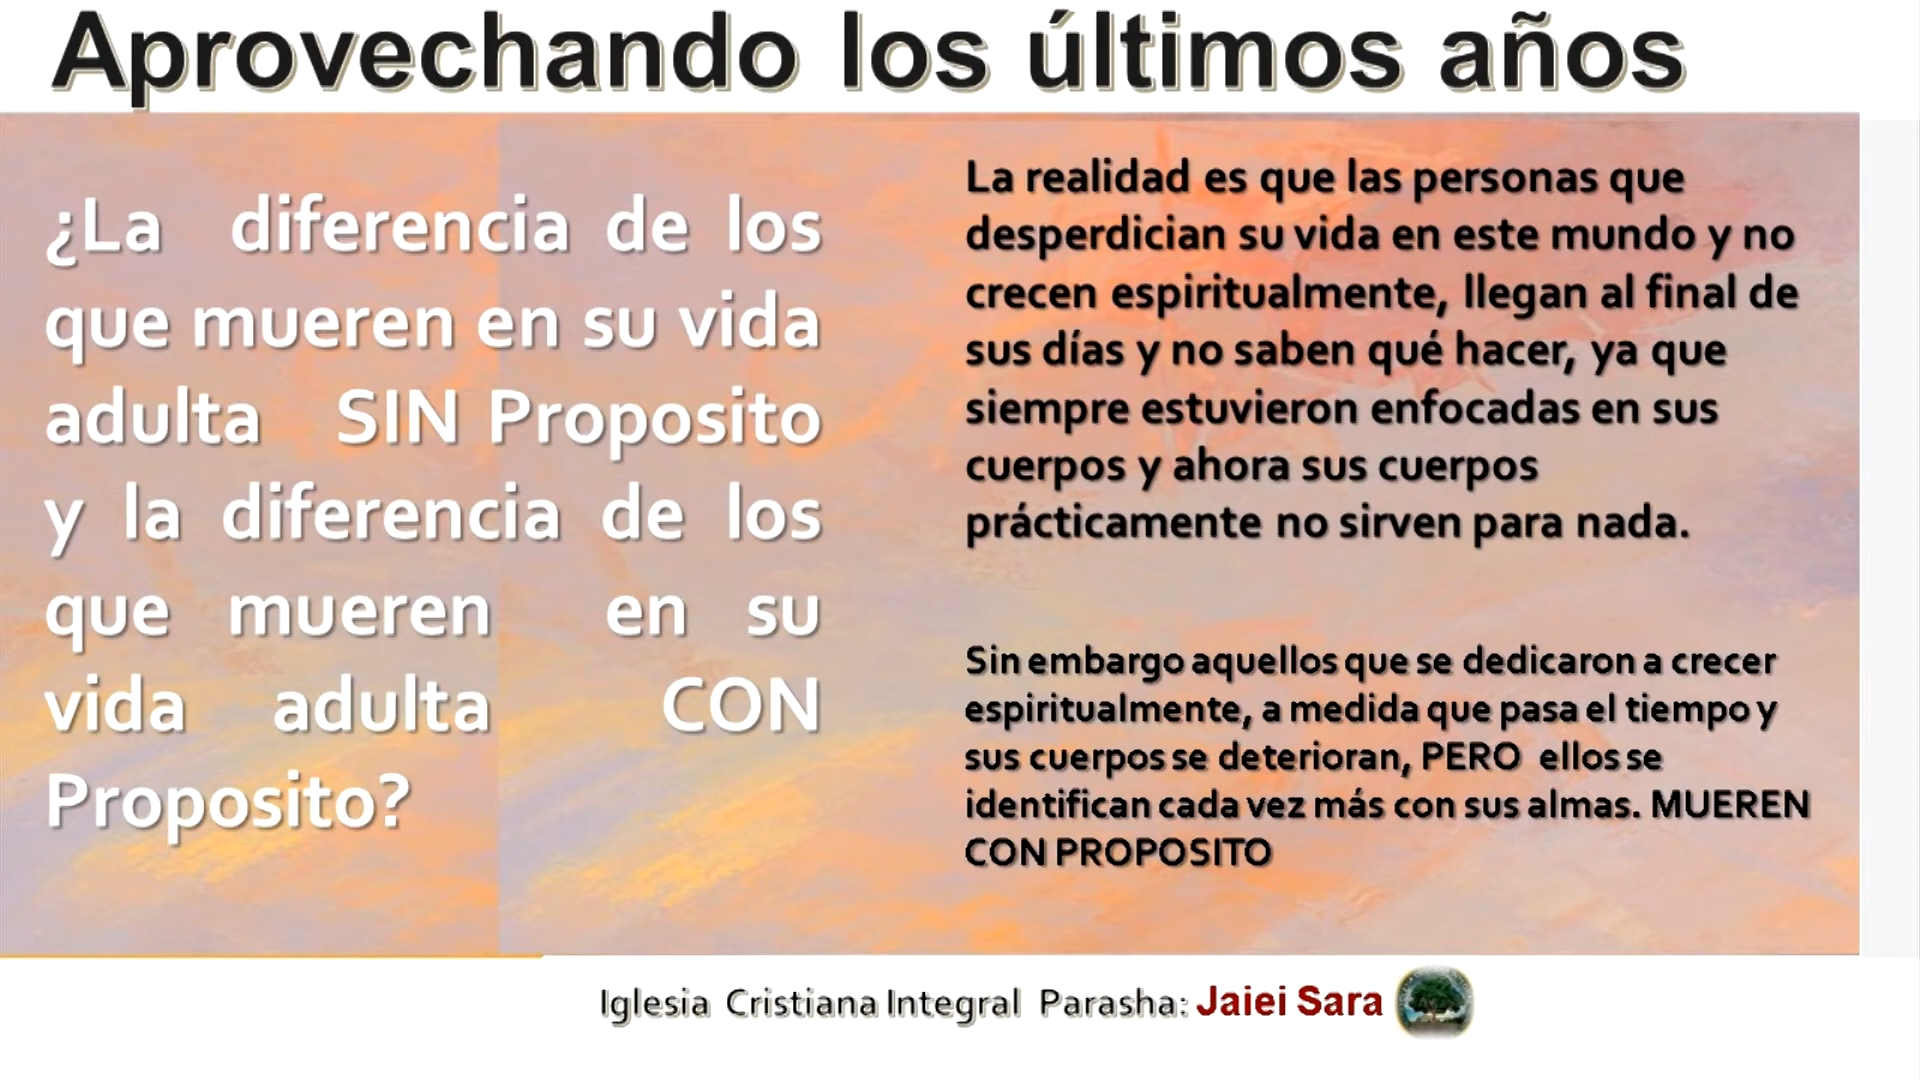 Aprovechando los últimos años
¿La diferencia de los
que mueren en su vida
adulta SIN Proposito
y la diferencia de los
que mueren en su
vida adulta CON
Proposito?
La realidad es que las personas que
desperdician su vida en este mundo y no
crecen espiritualmente, llegan al final de
sus días y no saben qué hacer, ya que
siempre estuvieron enfocadas en sus
cuerpos y ahora sus cuerpos
prácticamente no sirven para nada.
Sin embargo aquellos que se dedicaron a crecer
espiritualmente, a medida que pasa el tiempo y
sus cuerpos se deterioran, PERO ellos se
identifican cada vez más con sus almas. MUEREN
CON PROPOSITO
Iglesia Cristiana Integral Parasha: Jaiei Sara